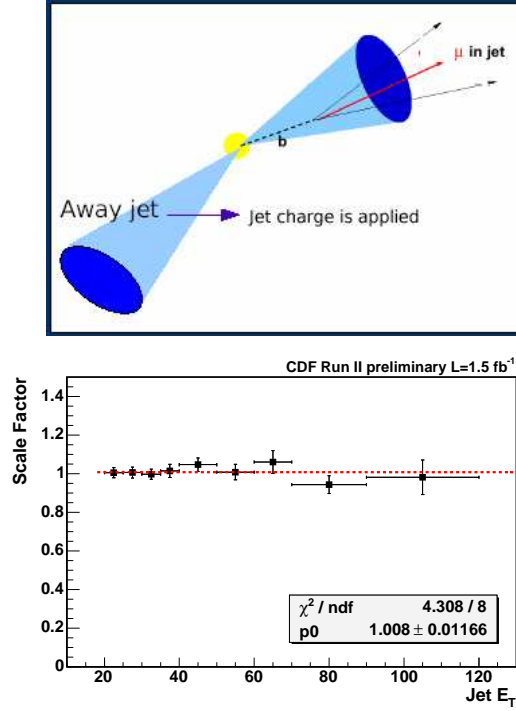 μ in jet
b
Away jet
Jet charge is applied
CDF Run II preliminary L=1.5 fb⁻¹
Scale Factor
1.4
1.2
1
0.8
0.6
0.4
0.2
0
χ² / ndf 4.308 / 8
p0 1.008 ± 0.01166
20 40 60 80 100 120
Jet E_T